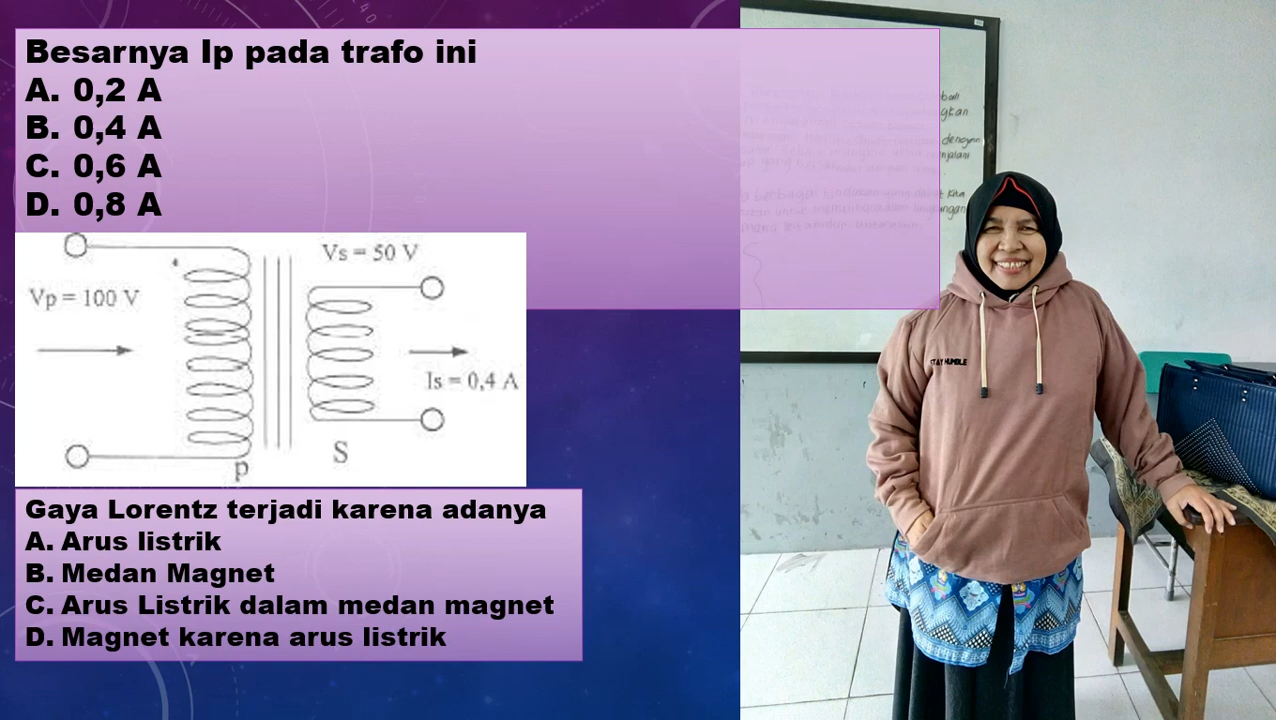 Besarnya Ip pada trafo ini
A. 0,2 A
B. 0,4 A
C. 0,6 A
D. 0,8 A
Vs = 50 V
Vp = 100 V
Is = 0,4 A
p
S
Gaya Lorentz terjadi karena adanya
A. Arus listrik
B. Medan Magnet
C. Arus Listrik dalam medan magnet
D. Magnet karena arus listrik
STAY HUMBLE